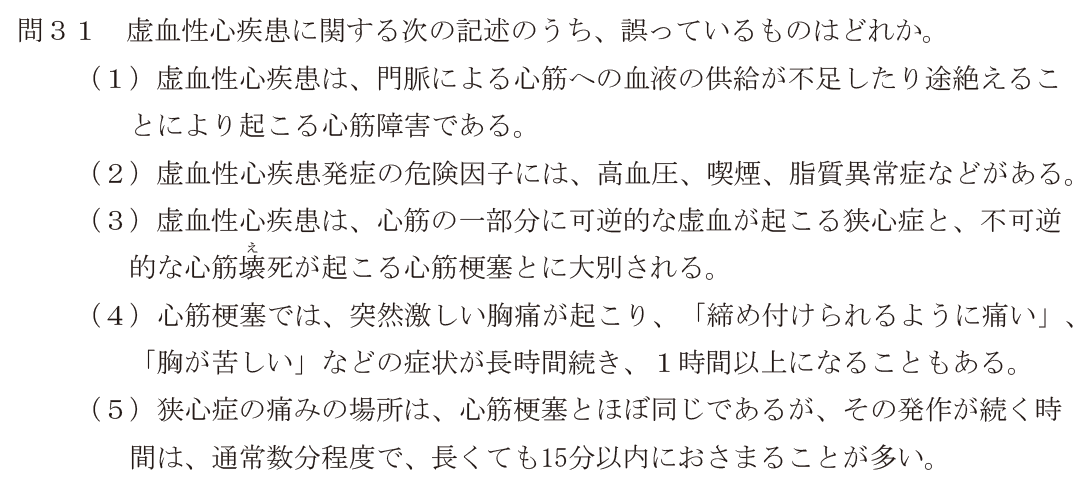 問３１　虚血性心疾患に関する次の記述のうち、誤っているものはどれか。
（１）虚血性心疾患は、門脈による心筋への血液の供給が不足したり途絶えるこ
とにより起こる心筋障害である。
（２）虚血性心疾患発症の危険因子には、高血圧、喫煙、脂質異常症などがある。
（３）虚血性心疾患は、心筋の一部分に可逆的な虚血が起こる狭心症と、不可逆
え
的な心筋壊死が起こる心筋梗塞とに大別される。
（４）心筋梗塞では、突然激しい胸痛が起こり、「締め付けられるように痛い」、
「胸が苦しい」などの症状が長時間続き、１時間以上になることもある。
（５）狭心症の痛みの場所は、心筋梗塞とほぼ同じであるが、その発作が続く時
間は、通常数分程度で、長くても15分以内におさまることが多い。